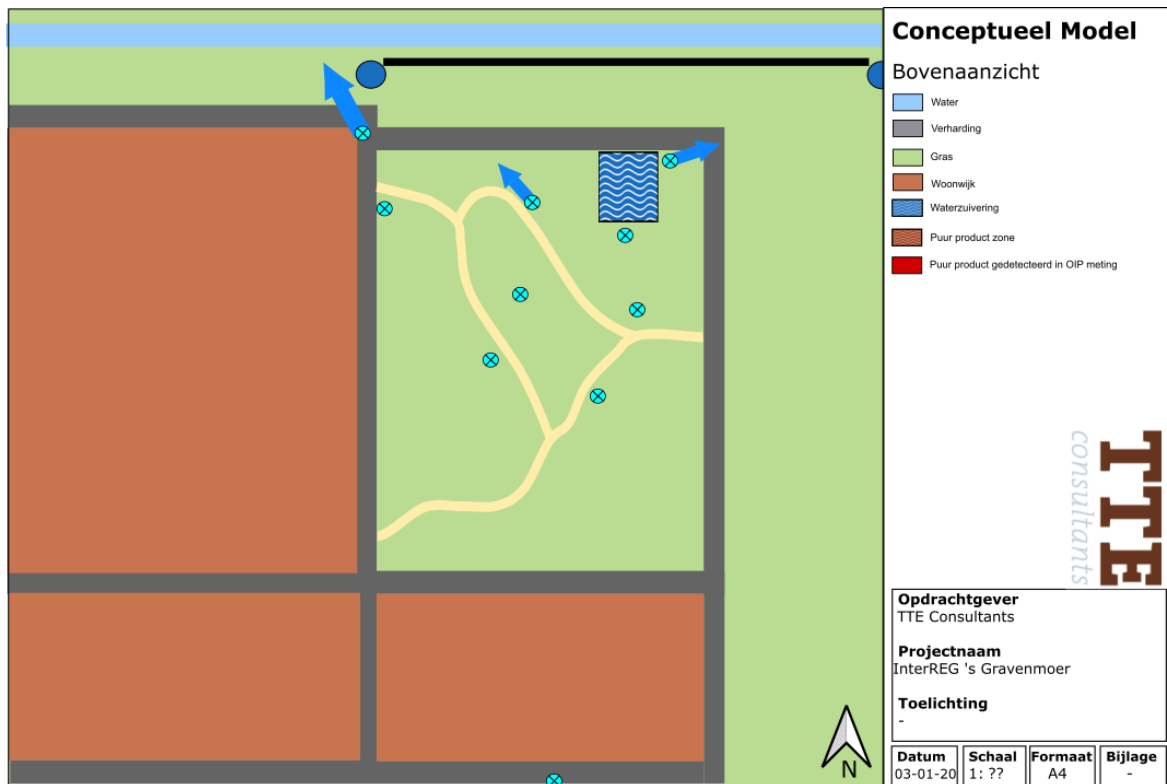 Conceptueel Model
Bovenaanzicht
Water
Verharding
Gras
Woonwijk
Waterzuivering
Puur product zone
Puur product gedetecteerd in OIP meting
TTE
consultants
Opdrachtgever
TTE Consultants
Projectnaam
InterREG 's Gravenmoer
Toelichting
-
N
Datum Schaal Formaat Bijlage
03-01-20 1: ?? A4 -